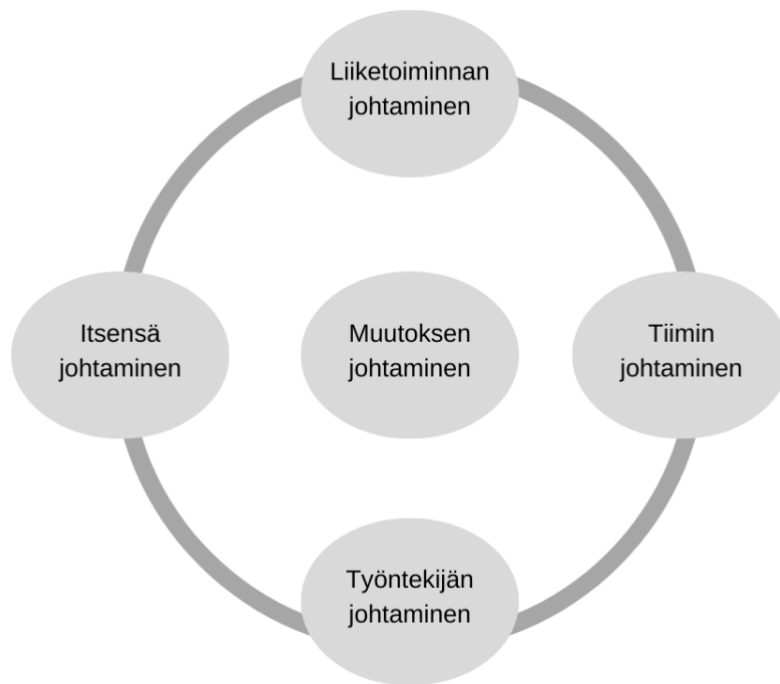 Liiketoiminnan
johtaminen
Itsensä
johtaminen
Muutoksen
johtaminen
Tiimin
johtaminen
Työntekijän
johtaminen